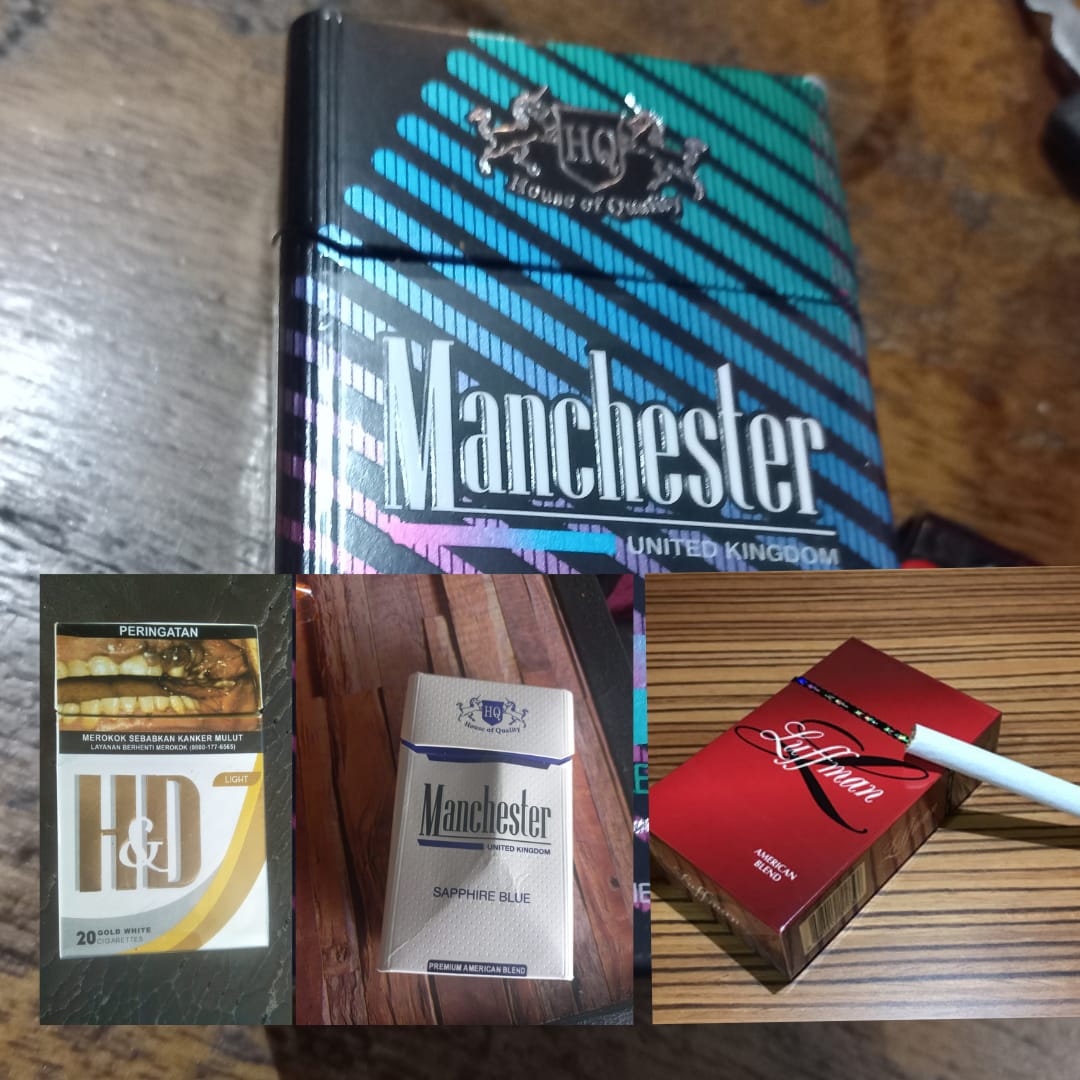 HQ
House of Quality
Manchester
UNITED KINGDOM
PERINGATAN
MEROKOK SEBABKAN KANKER MULUT
LAYANAN BERHENTI MEROKOK (0800-177-6565)
LIGHT
H&D
20 GOLD WHITE
CIGARETTES
HQ
House of Quality
Manchester
UNITED KINGDOM
SAPPHIRE BLUE
PREMIUM AMERICAN BLEND
Luffman
AMERICAN
BLEND